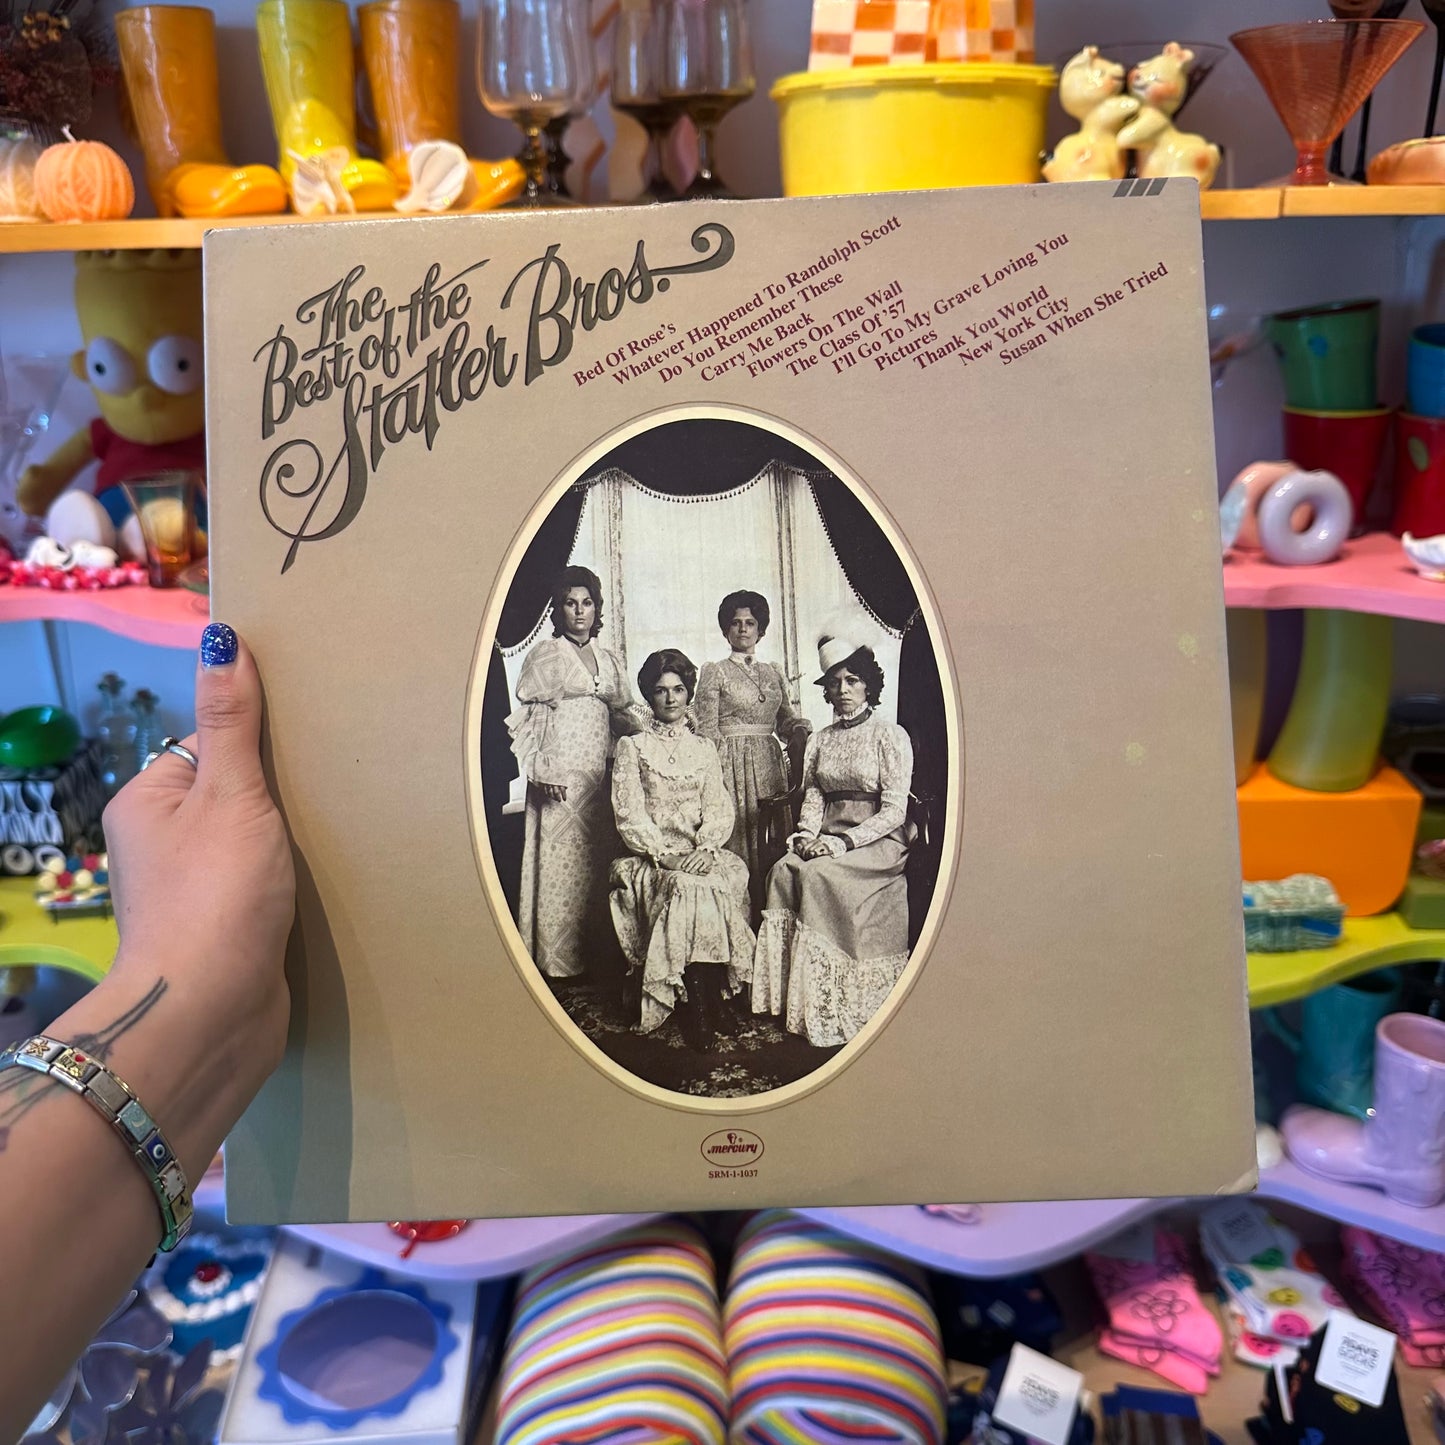 The
Best of the
Statler Bros.
Bed Of Rose's
Whatever Happened To Randolph Scott
Do You Remember These
Carry Me Back
Flowers On The Wall
The Class Of '57
I'll Go To My Grave Loving You
Pictures
Thank You World
New York City
Susan When She Tried
mercury
SRM-1-1037